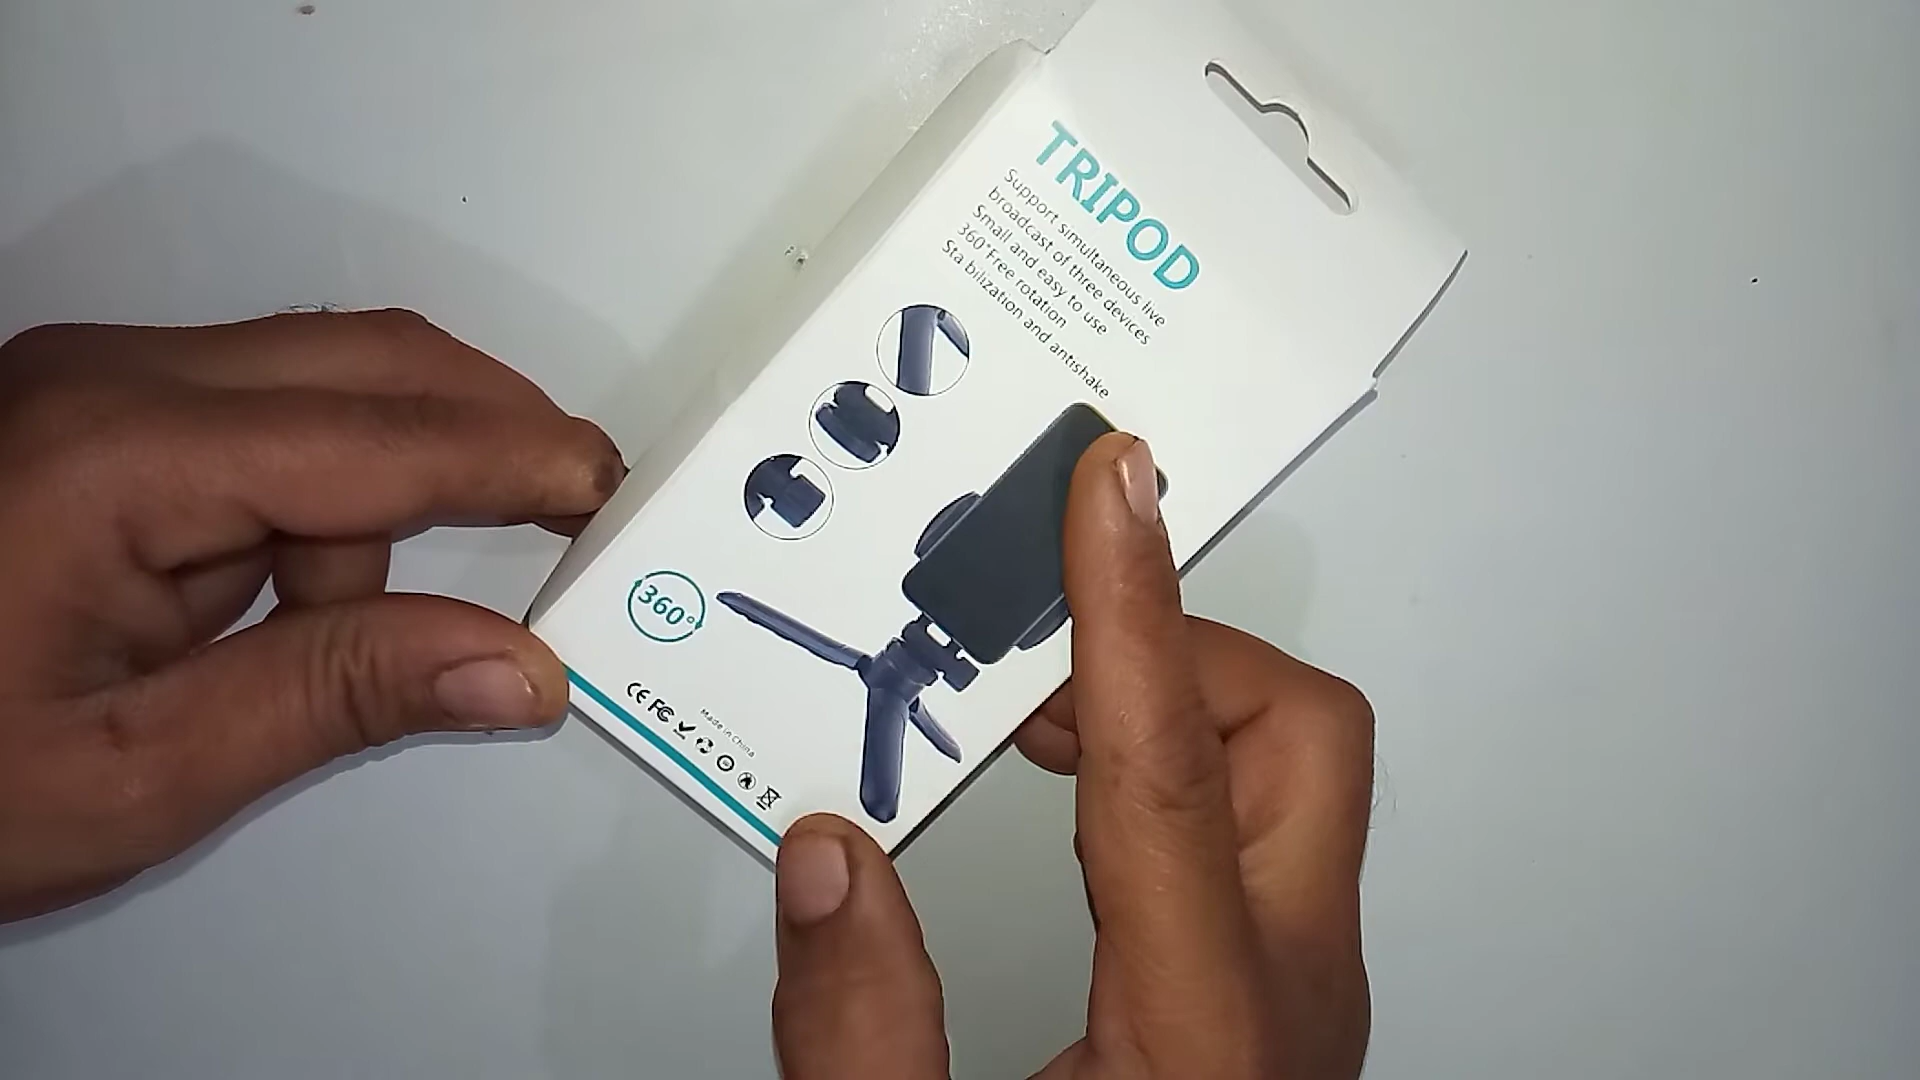 TRIPOD
Support simultaneous live
broadcast of three devices
Small and easy to use
360°Free rotation
Sta bilization and antishake
360°
Made in China
CE FC